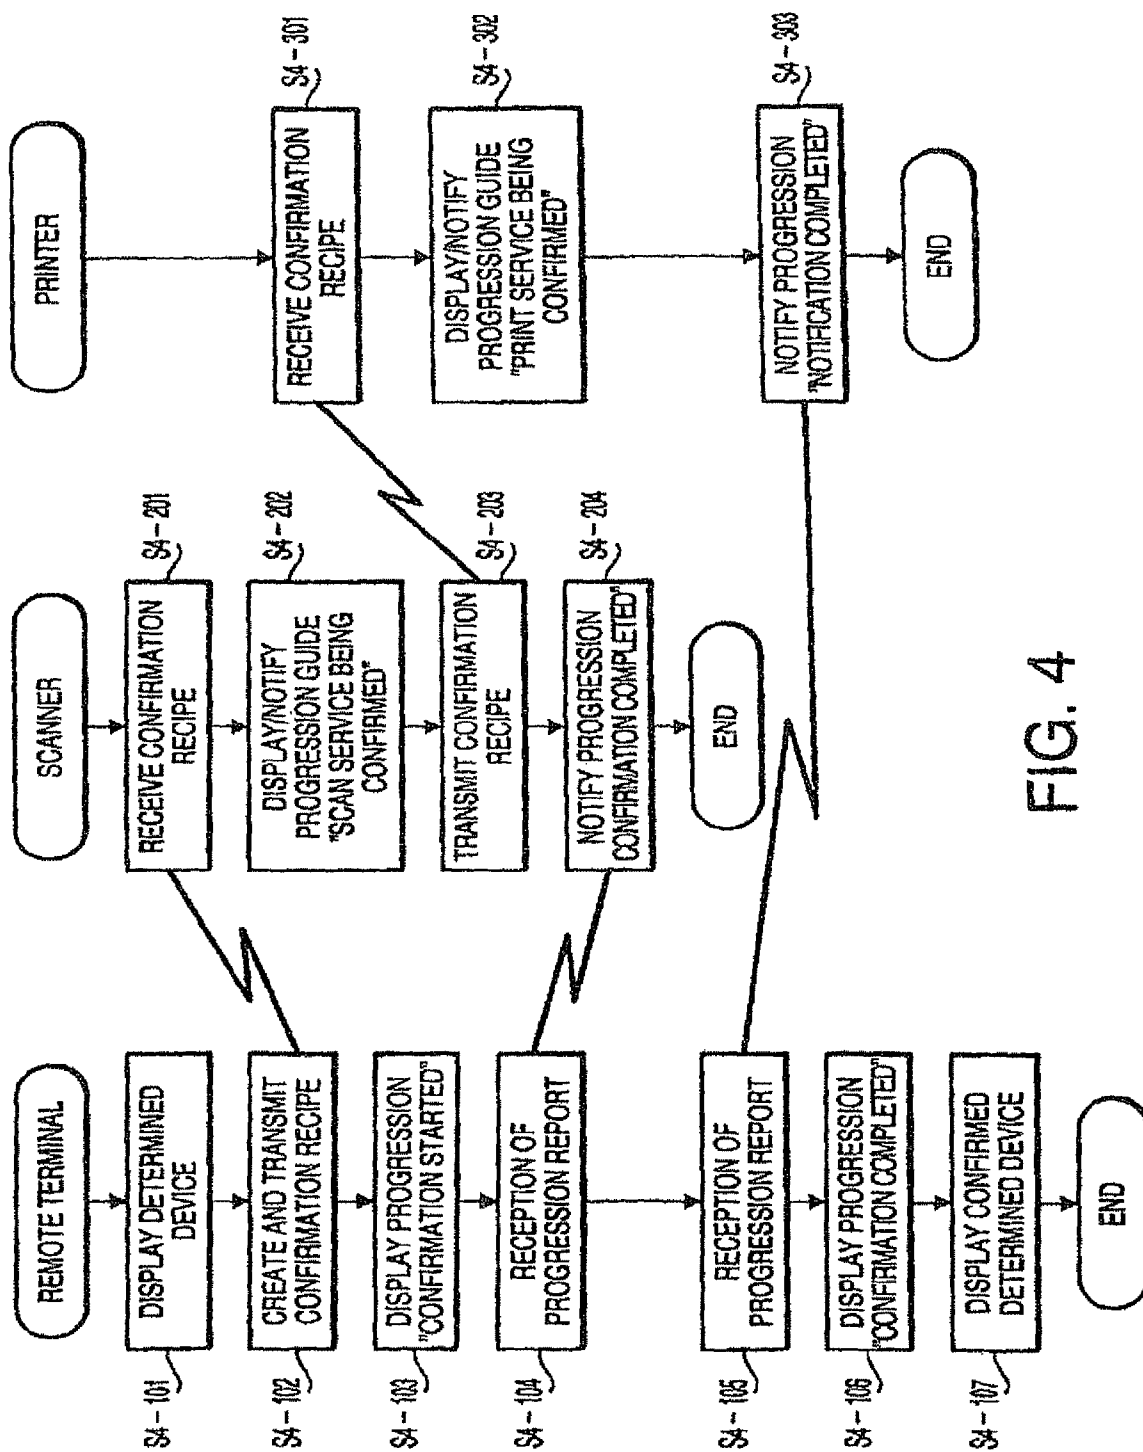 REMOTE TERMINAL
S4-101
DISPLAY DETERMINED
DEVICE
S4-102
CREATE AND TRANSMIT
CONFIRMATION RECIPE
S4-103
DISPLAY PROGRESSION
"CONFIRMATION STARTED"
S4-104
RECEPTION OF
PROGRESSION REPORT
S4-105
RECEPTION OF
PROGRESSION REPORT
S4-106
DISPLAY PROGRESSION
"CONFIRMATION COMPLETED"
S4-107
DISPLAY CONFIRMED
DETERMINED DEVICE
END
SCANNER
S4-201
RECEIVE CONFIRMATION
RECIPE
S4-202
DISPLAY/NOTIFY
PROGRESSION GUIDE
"SCAN SERVICE BEING
CONFIRMED"
S4-203
TRANSMIT CONFIRMATION
RECIPE
S4-204
NOTIFY PROGRESSION
CONFIRMATION COMPLETED"
END
PRINTER
S4-301
RECEIVE CONFIRMATION
RECIPE.
S4-302
DISPLAY/NOTIFY
PROGRESSION GUIDE
"PRINT SERVICE BEING
CONFIRMED"
S4-303
NOTIFY PROGRESSION
"NOTIFICATION COMPLETED"
END
FIG. 4